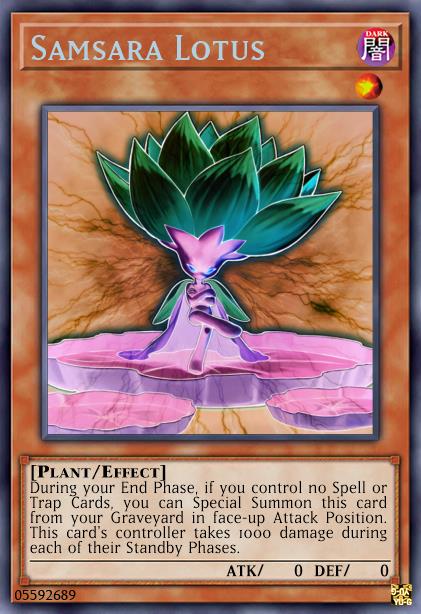 Samsara Lotus
DARK
闇
[Plant/Effect]
During your End Phase, if you control no Spell or
Trap Cards, you can Special Summon this card
from your Graveyard in face-up Attack Position.
This card's controller takes 1000 damage during
each of their Standby Phases.
ATK/ 0 DEF/ 0
05592689